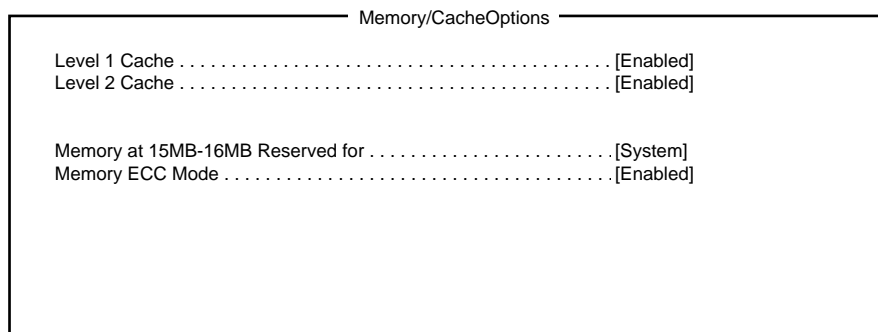 Memory/CacheOptions
Level 1 Cache . . . . . . . . . . . . . . . . . . . . . . . . . . . . . . . . . . . . . . . . . . [Enabled]
Level 2 Cache . . . . . . . . . . . . . . . . . . . . . . . . . . . . . . . . . . . . . . . . . . [Enabled]
Memory at 15MB-16MB Reserved for . . . . . . . . . . . . . . . . . . . . . . . . [System]
Memory ECC Mode . . . . . . . . . . . . . . . . . . . . . . . . . . . . . . . . . . . . . . [Enabled]